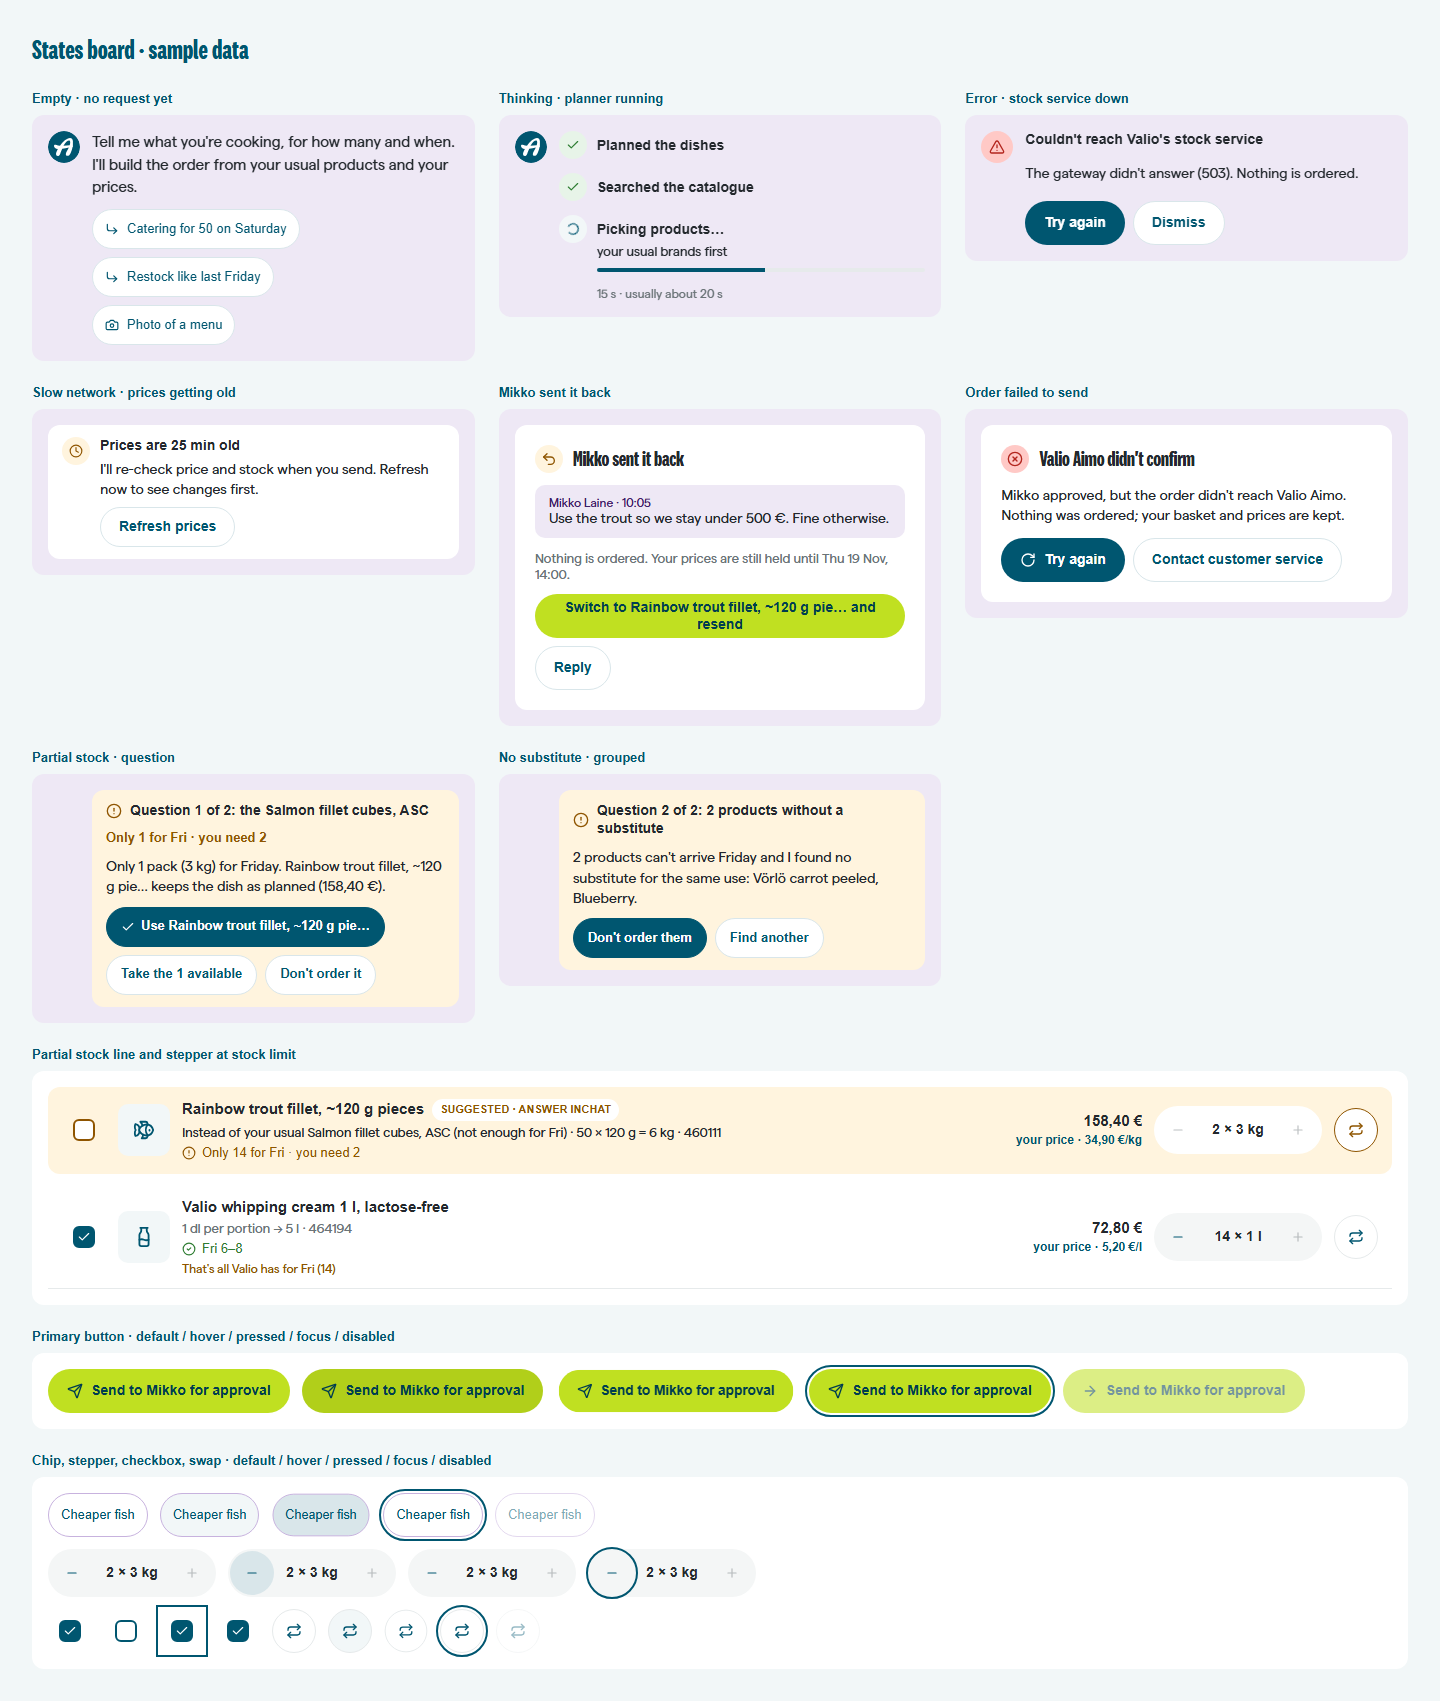 States board · sample data
Empty · no request yet
Tell me what you're cooking, for how many and when.
I'll build the order from your usual products and your
prices.
Catering for 50 on Saturday
Restock like last Friday
Photo of a menu
Thinking · planner running
Planned the dishes
Searched the catalogue
Picking products…
your usual brands first
15 s · usually about 20 s
Error · stock service down
Couldn't reach Valio's stock service
The gateway didn't answer (503). Nothing is ordered.
Try again
Dismiss
Slow network · prices getting old
Prices are 25 min old
I'll re-check price and stock when you send. Refresh
now to see changes first.
Refresh prices
Mikko sent it back
Mikko sent it back
Mikko Laine · 10:05
Use the trout so we stay under 500 €. Fine otherwise.
Nothing is ordered. Your prices are still held until Thu 19 Nov,
14:00.
Switch to Rainbow trout fillet, ~120 g pie… and
resend
Reply
Order failed to send
Valio Aimo didn't confirm
Mikko approved, but the order didn't reach Valio Aimo.
Nothing was ordered; your basket and prices are kept.
Try again
Contact customer service
Partial stock · question
Question 1 of 2: the Salmon fillet cubes, ASC
Only 1 for Fri · you need 2
Only 1 pack (3 kg) for Friday. Rainbow trout fillet, ~120
g pie… keeps the dish as planned (158,40 €).
Use Rainbow trout fillet, ~120 g pie…
Take the 1 available
Don't order it
No substitute · grouped
Question 2 of 2: 2 products without a
substitute
2 products can't arrive Friday and I found no
substitute for the same use: Vörlö carrot peeled,
Blueberry.
Don't order them
Find another
Partial stock line and stepper at stock limit
Rainbow trout fillet, ~120 g pieces
SUGGESTED · ANSWER INCHAT
Instead of your usual Salmon fillet cubes, ASC (not enough for Fri) · 50 × 120 g = 6 kg · 460111
Only 14 for Fri · you need 2
158,40 €
your price · 34,90 €/kg
− 2 × 3 kg +
Valio whipping cream 1 l, lactose-free
1 dl per portion → 5 l · 464194
Fri 6–8
That's all Valio has for Fri (14)
72,80 €
your price · 5,20 €/l
− 14 × 1 l +
Primary button · default / hover / pressed / focus / disabled
Send to Mikko for approval
Send to Mikko for approval
Send to Mikko for approval
Send to Mikko for approval
Send to Mikko for approval
Chip, stepper, checkbox, swap · default / hover / pressed / focus / disabled
Cheaper fish
Cheaper fish
Cheaper fish
Cheaper fish
Cheaper fish
− 2 × 3 kg +
− 2 × 3 kg +
− 2 × 3 kg +
− 2 × 3 kg +